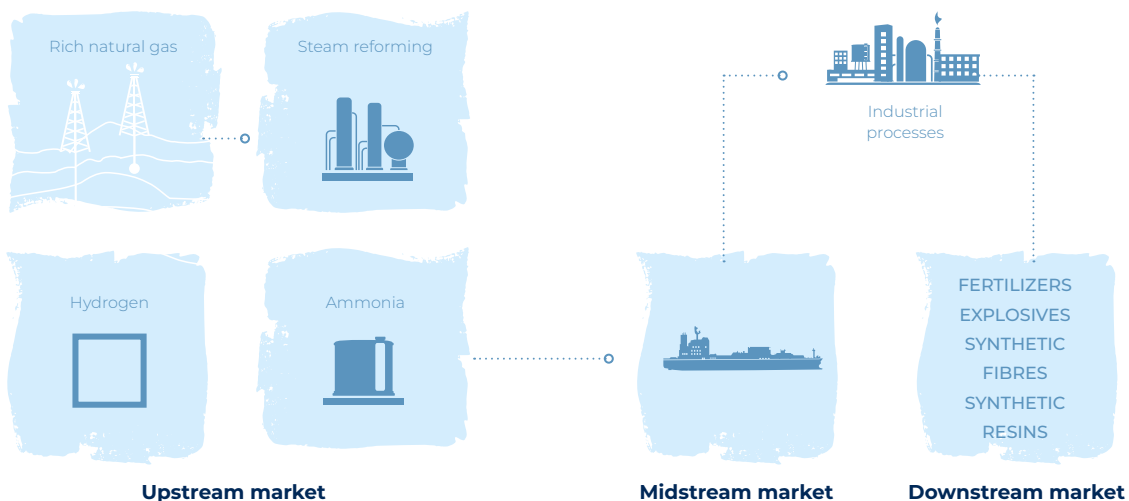 Rich natural gas
Steam reforming
Industrial
processes
Hydrogen
Ammonia
FERTILIZERS
EXPLOSIVES
SYNTHETIC
FIBRES
SYNTHETIC
RESINS
Upstream market
Midstream market
Downstream market